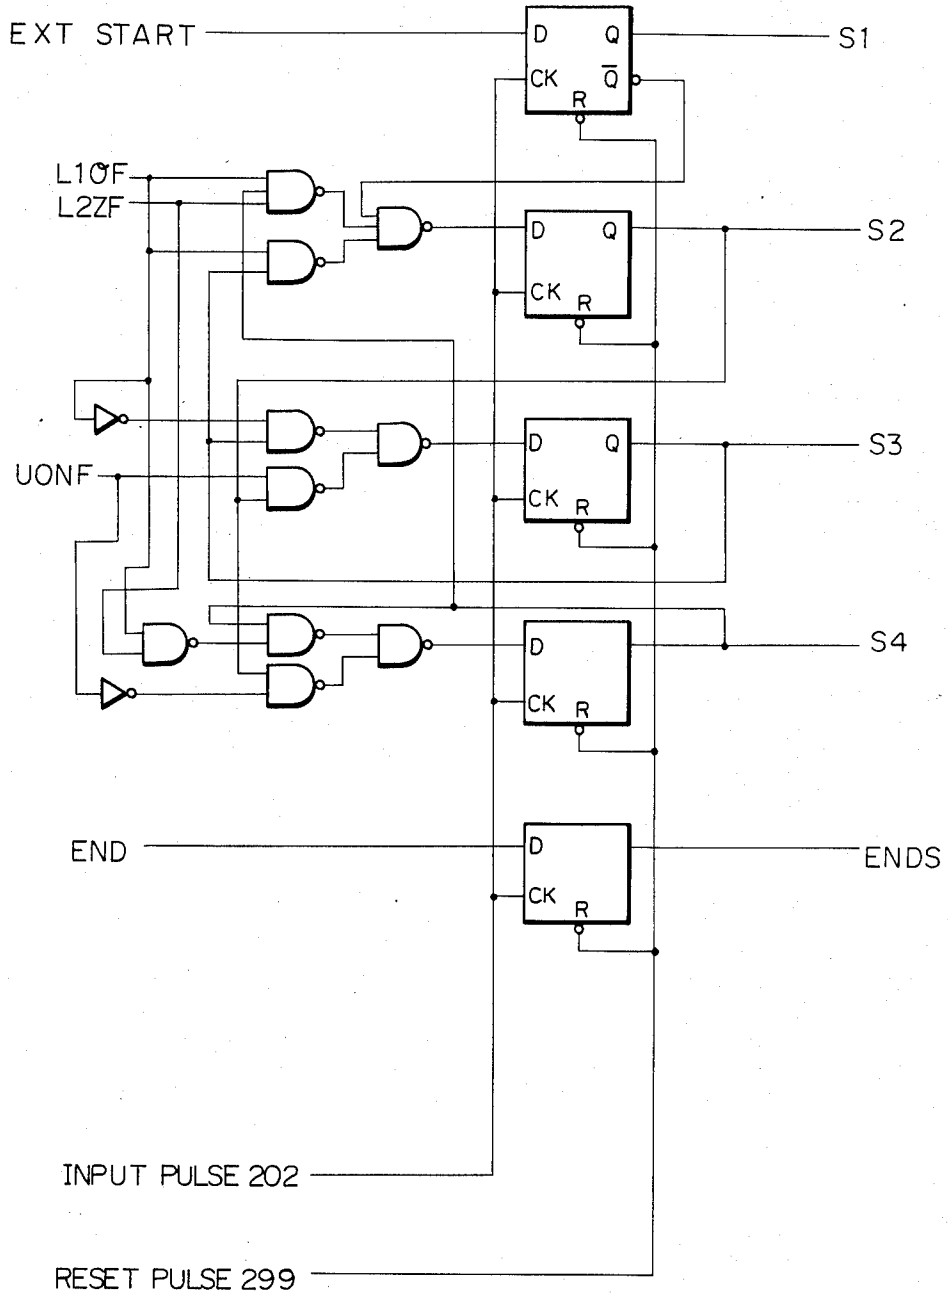 EXT START
D Q
S1
CK Q̅
R
L10F
L2ZF
D Q
S2
CK R
D Q
S3
UONF
CK R
D
S4
CK R
END
D
ENDS
CK R
INPUT PULSE 202
RESET PULSE 299